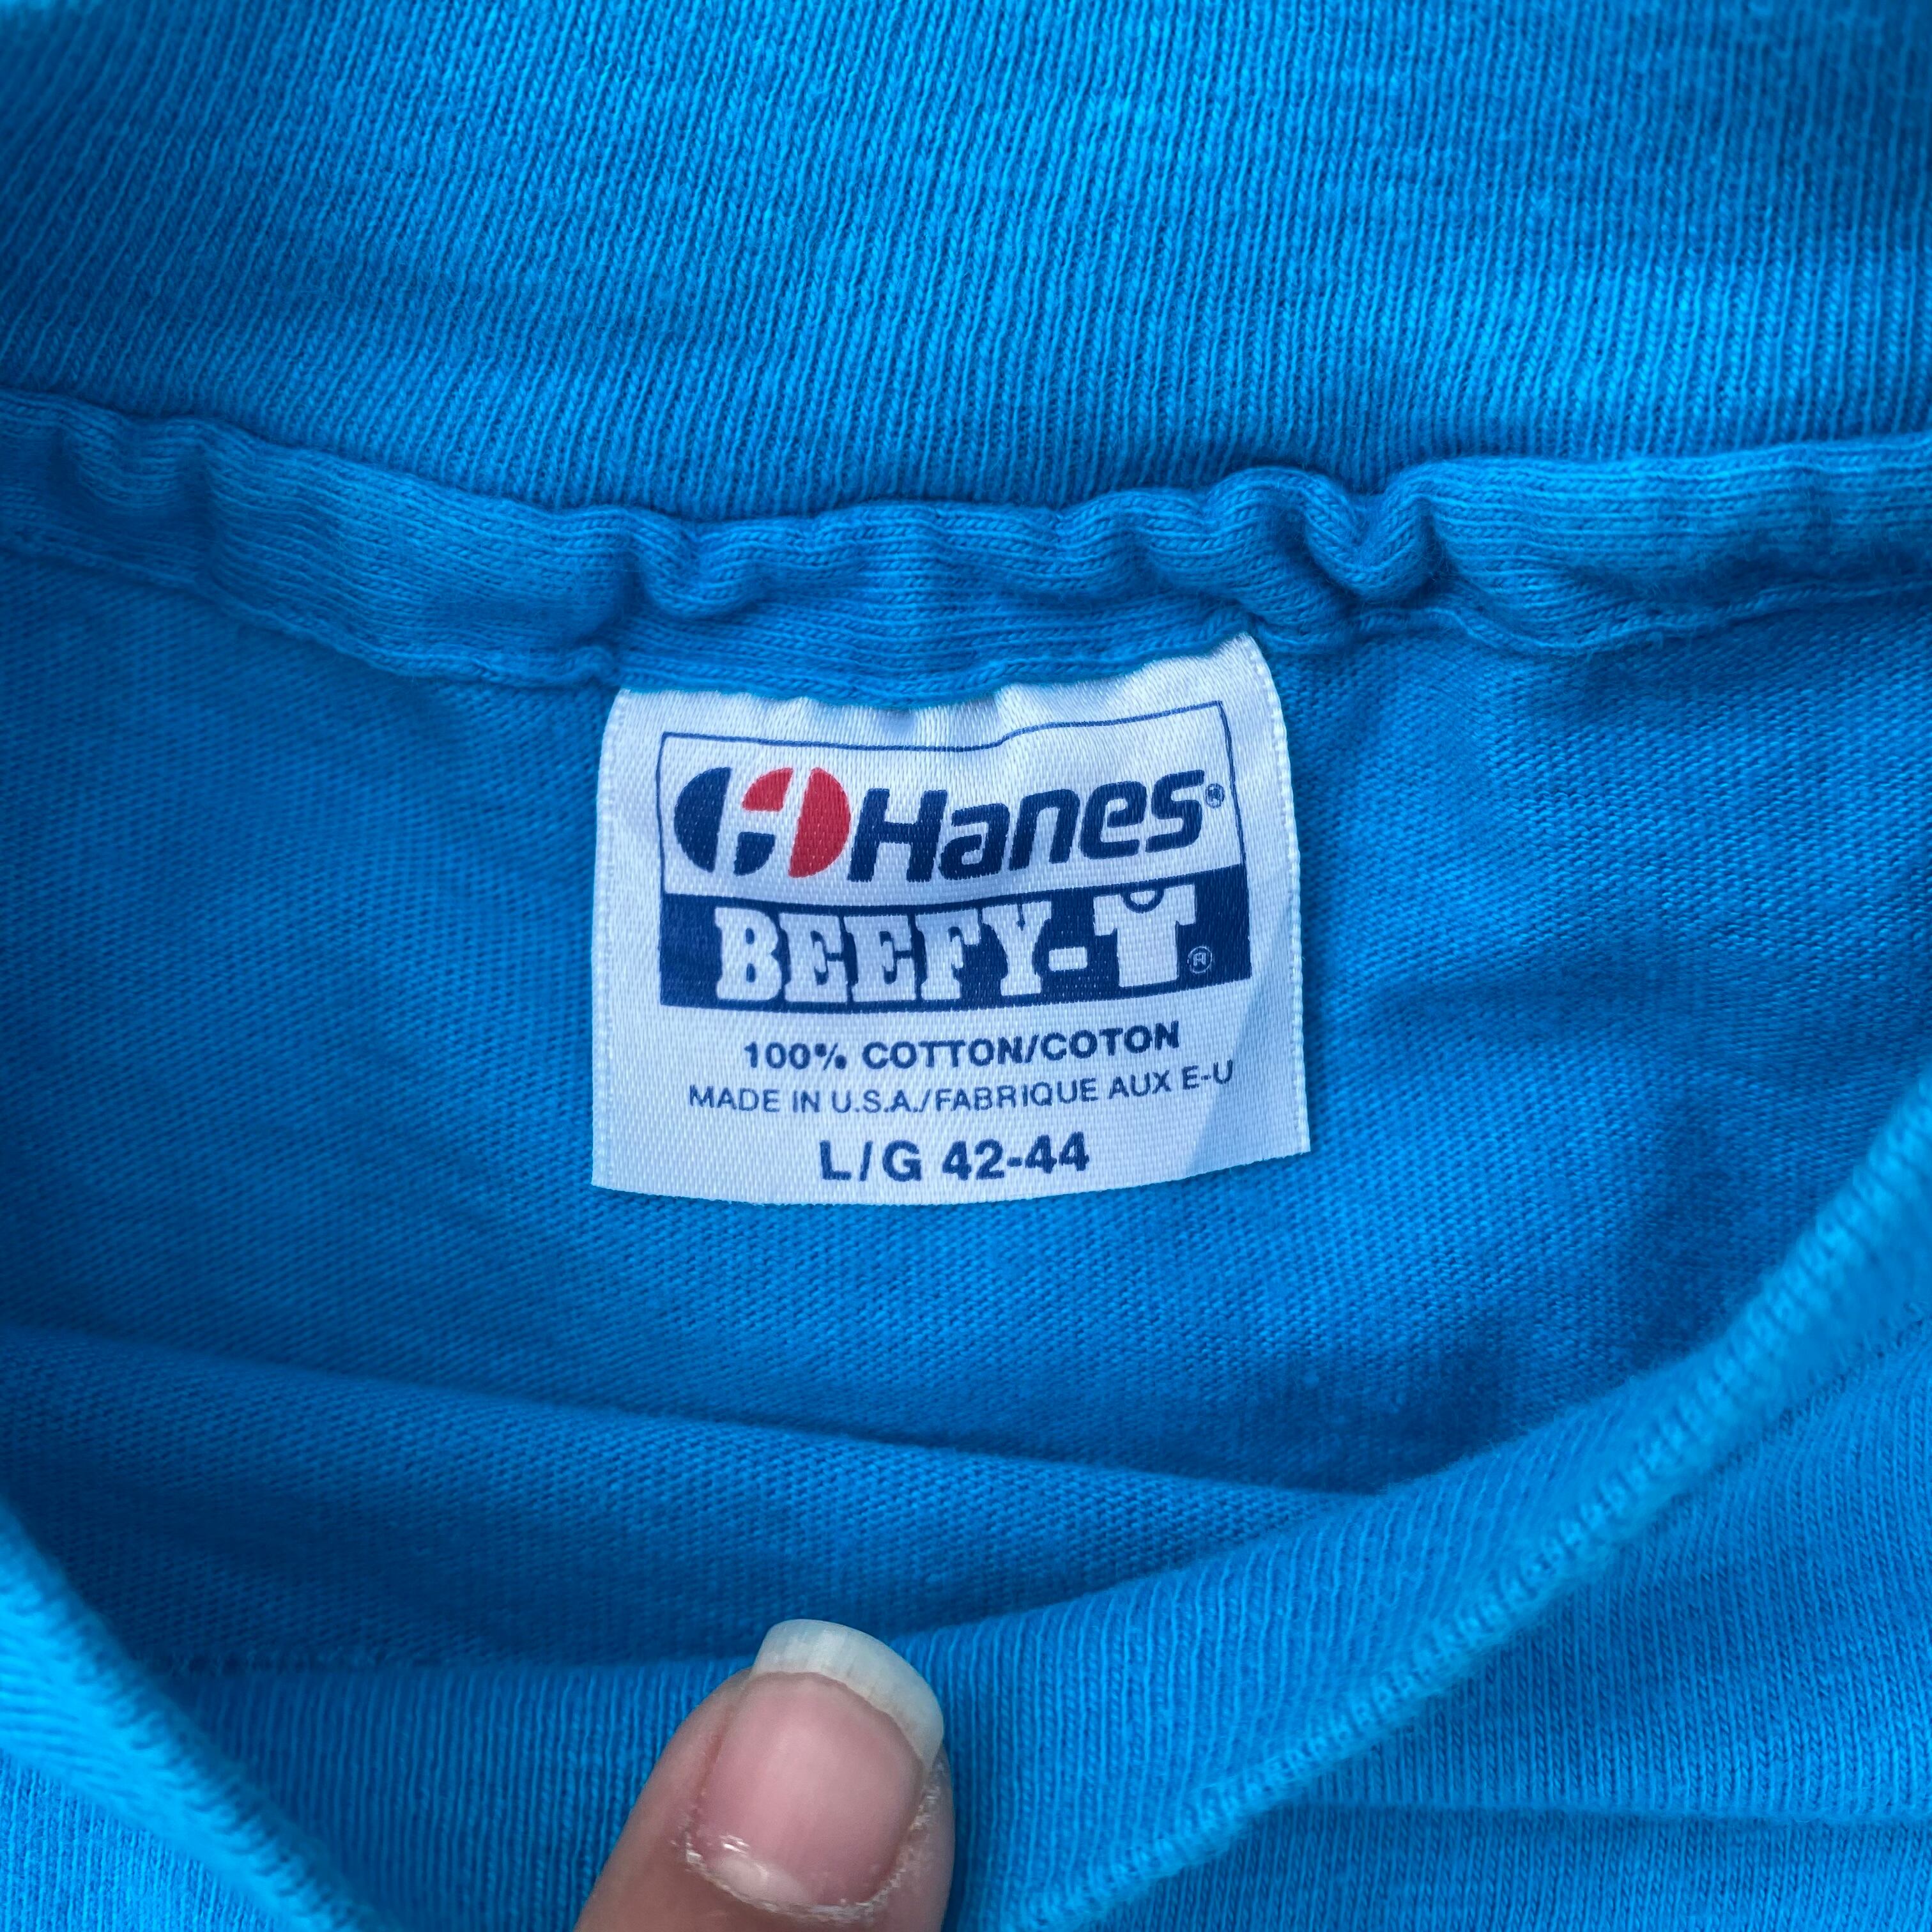 Hanes®
BEEFY-T®
100% COTTON/COTON
MADE IN U.S.A./FABRIQUE AUX E-U
L/G 42-44